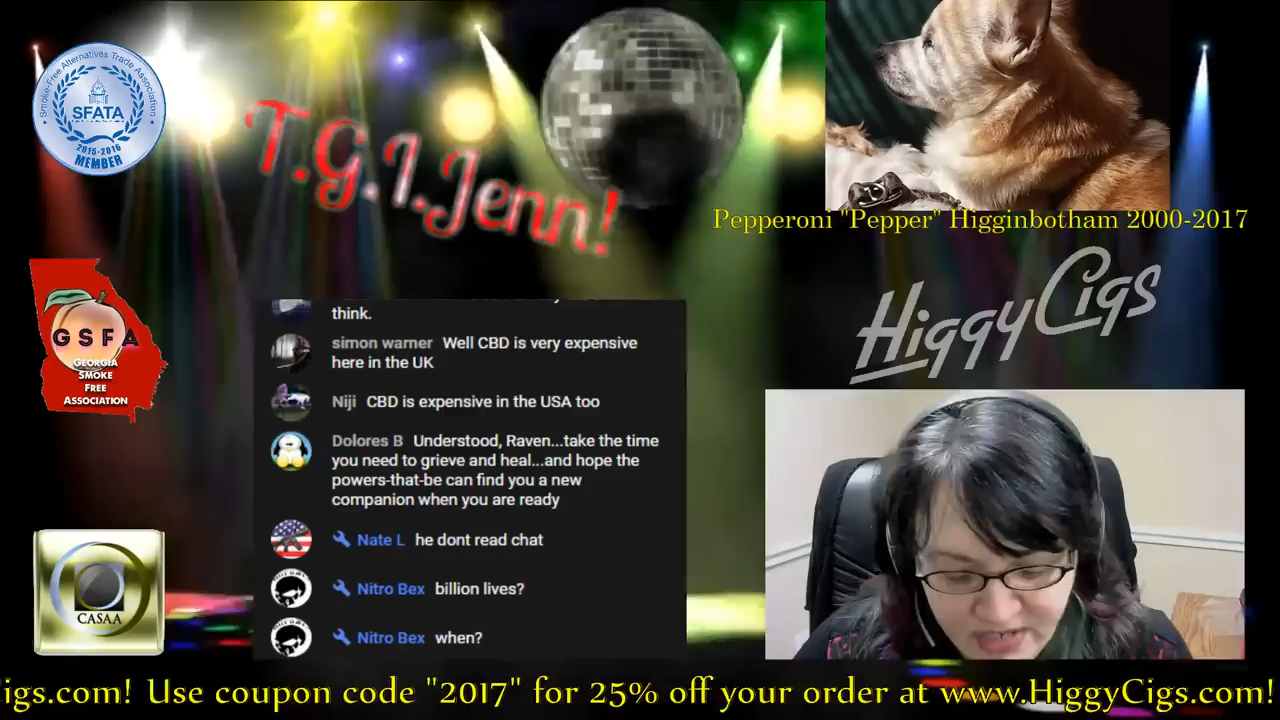 Smoke-Free Alternatives Trade Association
SFATA
2015-2016
MEMBER
T.G.I.Jenn!
Pepperoni "Pepper" Higginbotham 2000-2017
HiggyCigs
GSFA
GEORGIA
SMOKE
FREE
ASSOCIATION
think.
simon warner Well CBD is very expensive
here in the UK
Niji CBD is expensive in the USA too
Dolores B Understood, Raven...take the time
you need to grieve and heal...and hope the
powers-that-be can find you a new
companion when you are ready
Nate L he dont read chat
Nitro Bex billion lives?
Nitro Bex when?
CASAA
igs.com! Use coupon code "2017" for 25% off your order at www.HiggyCigs.com!